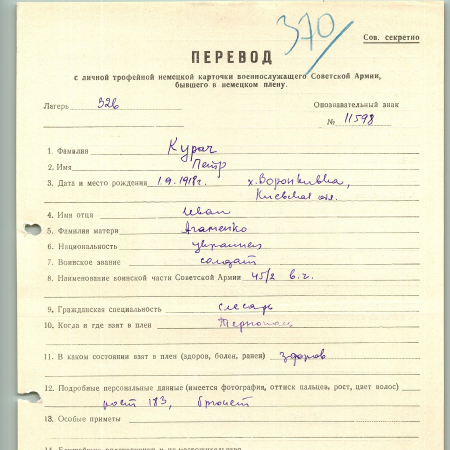 370/
Сов. секретно
ПЕРЕВОД
с личной трофейной немецкой карточки военнослужащего Советской Армии,
бывшего в немецком плену.
Лагерь 326 Опознавательный знак
№ 11598
1. Фамилия Курач
2. Имя Петр
3. Дата и место рождения 1.9.1918г. х. Воронкивка,
Киевская обл.
4. Имя отца Иван
5. Фамилия матери Агаменко
6. Национальность украинец
7. Воинское звание солдат
8. Наименование воинской части Советской Армии 45/2 в.ч.
9. Гражданская специальность слесарь
10. Когда и где взят в плен Тернополь
11. В каком состоянии взят в плен (здоров, болен, ранен) здоров
12. Подробные персональные данные (имеется фотография, оттиск пальцев, рост, цвет волос)
рост 183, брюнет
13. Особые приметы